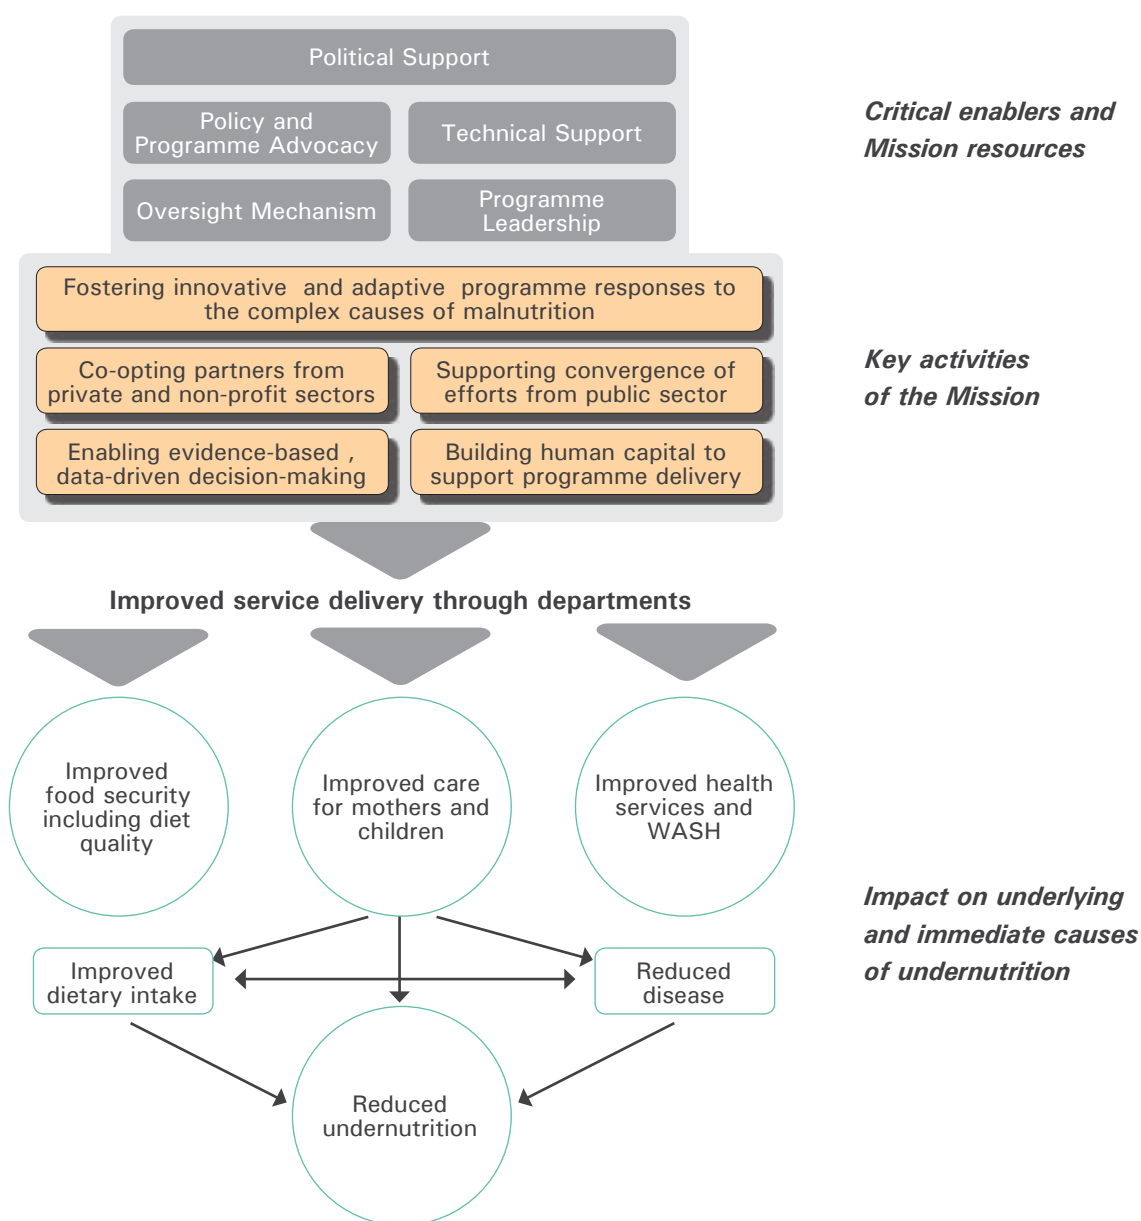 Political Support
Policy and
Programme Advocacy
Technical Support
Oversight Mechanism
Programme
Leadership
Critical enablers and
Mission resources
Fostering innovative and adaptive programme responses to
the complex causes of malnutrition
Co-opting partners from
private and non-profit sectors
Supporting convergence of
efforts from public sector
Enabling evidence-based ,
data-driven decision-making
Building human capital to
support programme delivery
Key activities
of the Mission
Improved service delivery through departments
Improved
food security
including diet
quality
Improved care
for mothers and
children
Improved health
services and
WASH
Improved
dietary intake
Reduced
disease
Reduced
undernutrition
Impact on underlying
and immediate causes
of undernutrition